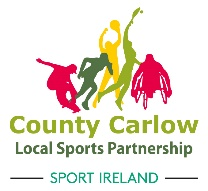 County Carlow
Local Sports Partnership
SPORT IRELAND